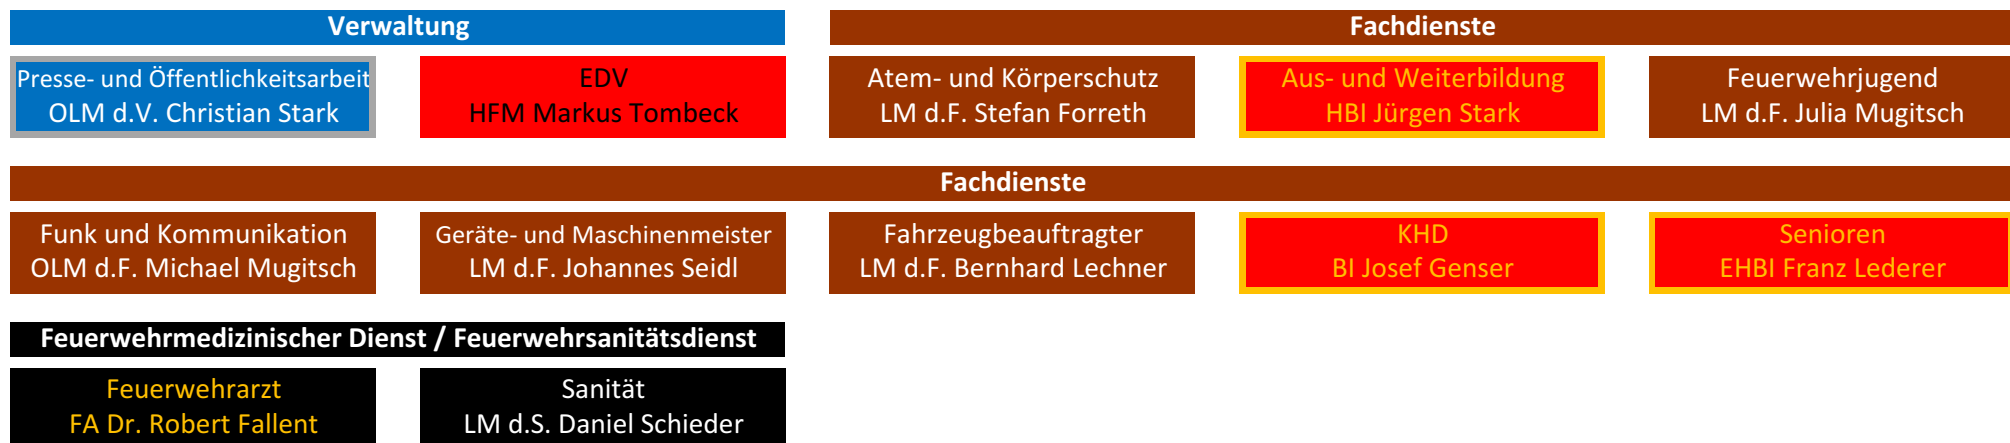 Verwaltung
Fachdienste
Presse- und Öffentlichkeitsarbeit
OLM d.V. Christian Stark
EDV
HFM Markus Tombeck
Atem- und Körperschutz
LM d.F. Stefan Forreth
Aus- und Weiterbildung
HBI Jürgen Stark
Feuerwehrjugend
LM d.F. Julia Mugitsch
Fachdienste
Funk und Kommunikation
OLM d.F. Michael Mugitsch
Geräte- und Maschinenmeister
LM d.F. Johannes Seidl
Fahrzeugbeauftragter
LM d.F. Bernhard Lechner
KHD
BI Josef Genser
Senioren
EHBI Franz Lederer
Feuerwehrmedizinischer Dienst / Feuerwehrsanitätsdienst
Feuerwehrarzt
FA Dr. Robert Fallent
Sanität
LM d.S. Daniel Schieder